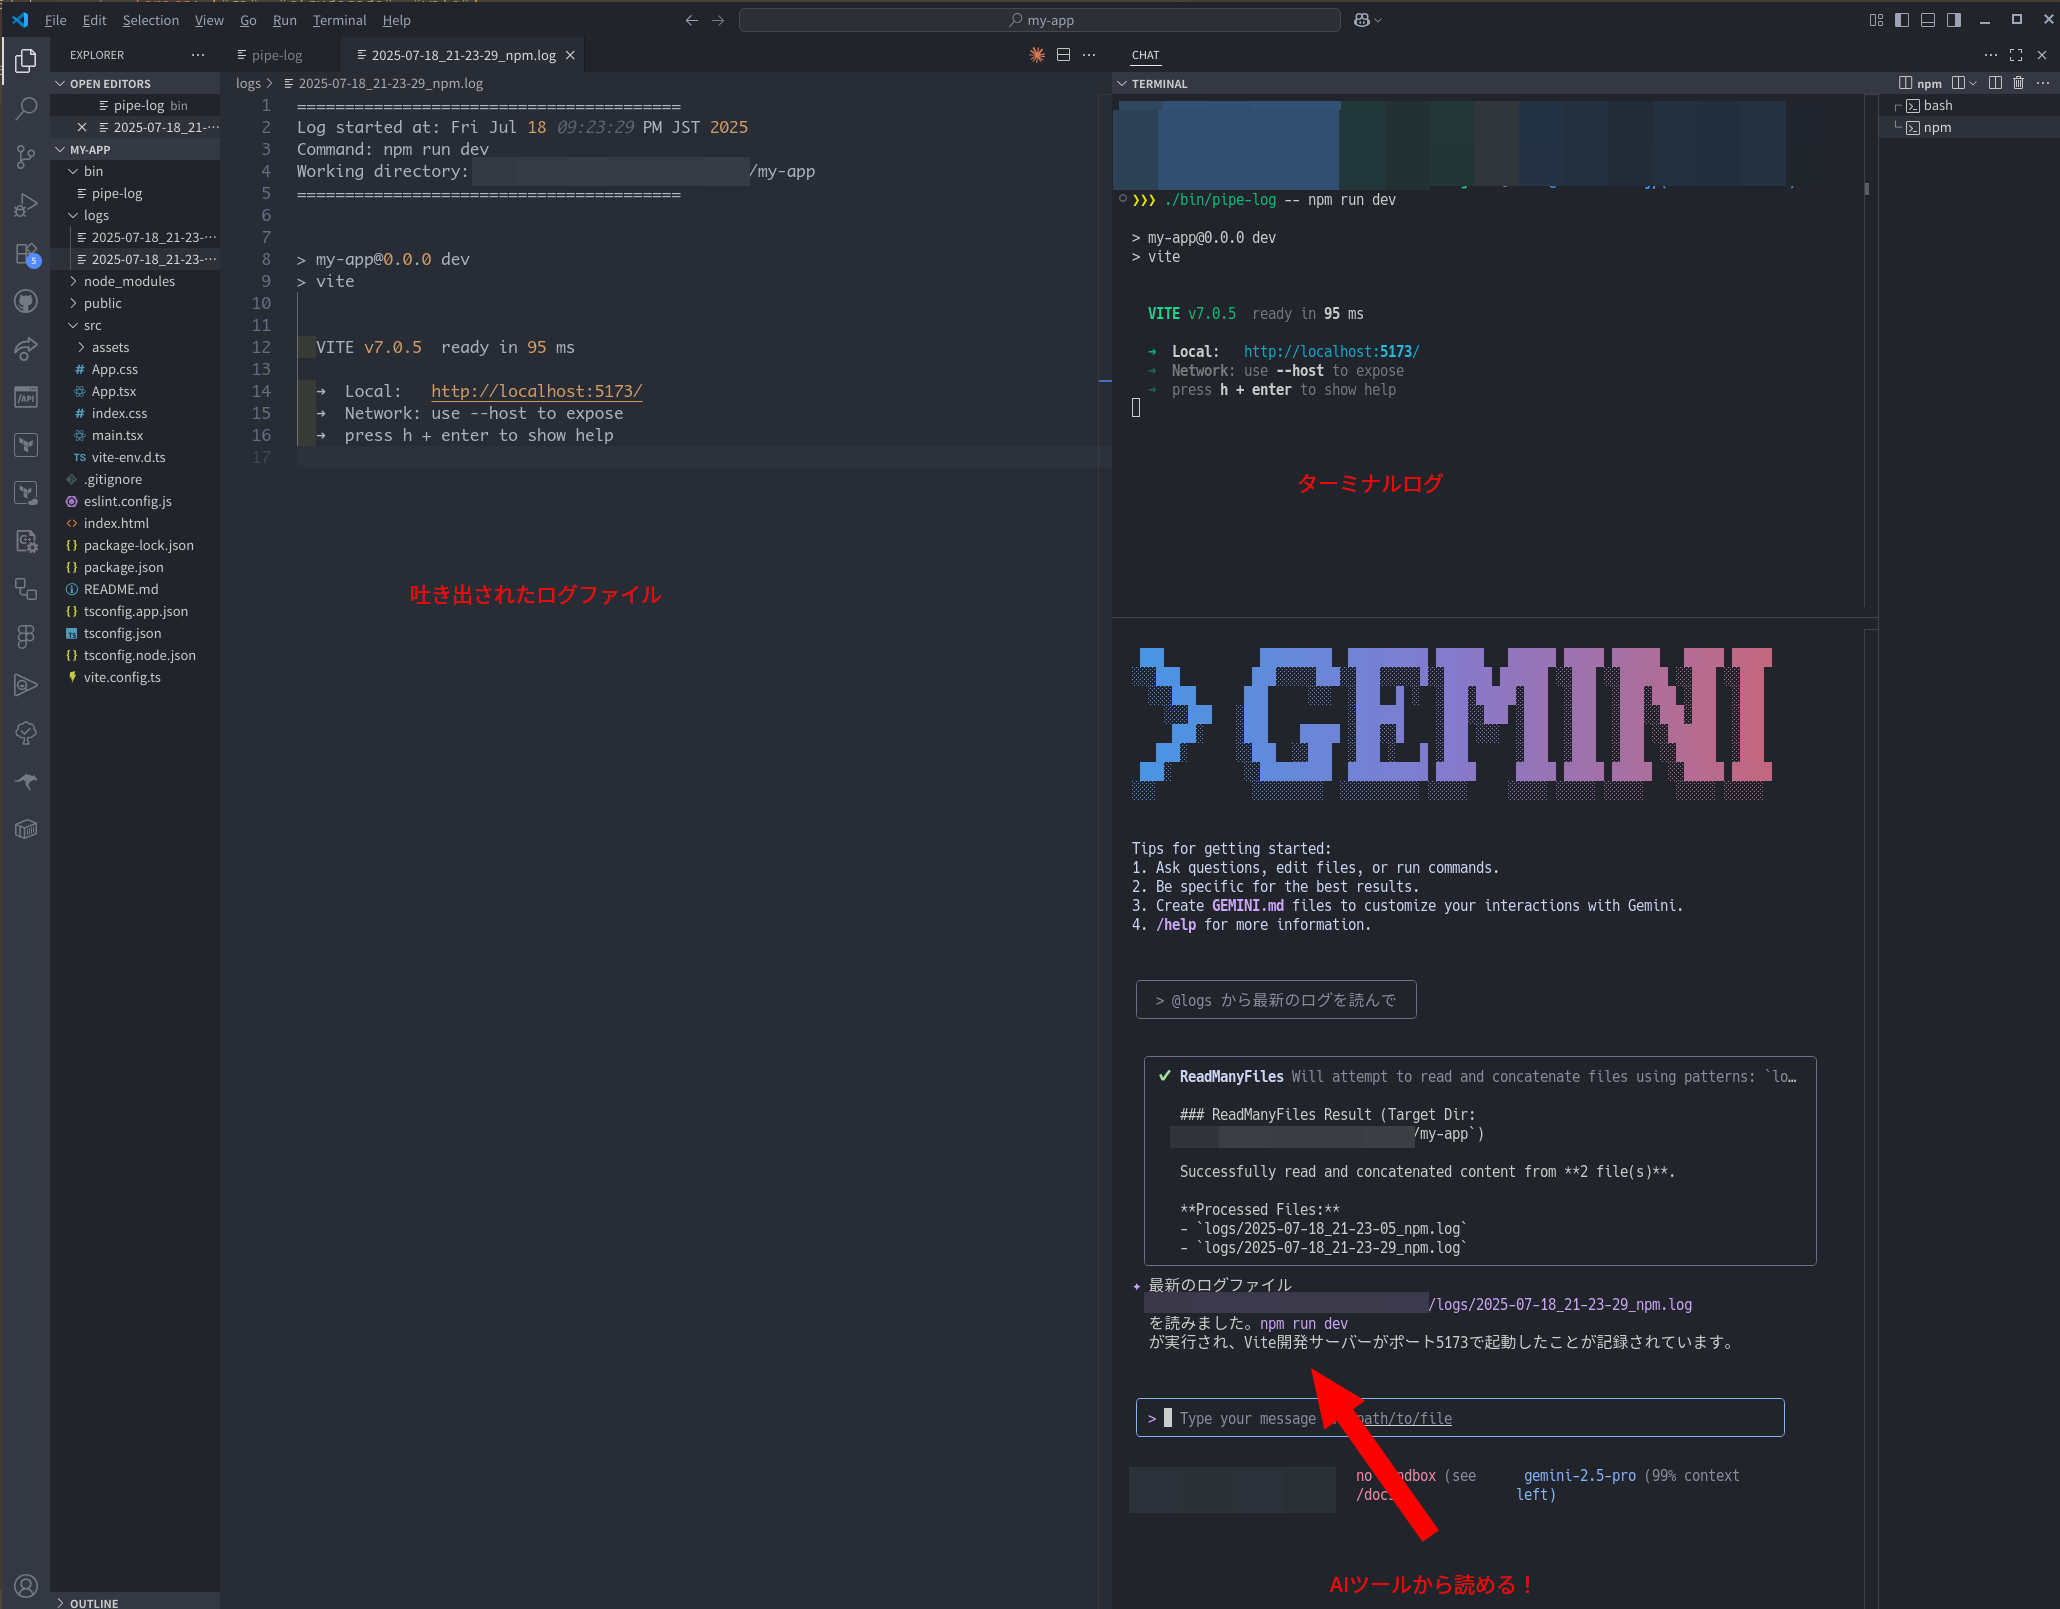 File Edit Selection View Go Run Terminal Help
my-app
EXPLORER
OPEN EDITORS
pipe-log bin
2025-07-18_21-···
MY-APP
bin
pipe-log
logs
2025-07-18_21-23-···
2025-07-18_21-23-···
node_modules
public
src
assets
# App.css
App.tsx
# index.css
main.tsx
TS vite-env.d.ts
.gitignore
eslint.config.js
<> index.html
{} package-lock.json
{} package.json
README.md
{} tsconfig.app.json
TS tsconfig.json
{} tsconfig.node.json
vite.config.ts
OUTLINE
5
/API
pipe-log
2025-07-18_21-23-29_npm.log
logs > 2025-07-18_21-23-29_npm.log
1 ========================================
2 Log started at: Fri Jul 18 09:23:29 PM JST 2025
3 Command: npm run dev
4 Working directory: /my-app
5 ========================================
6
7
8 > my-app@0.0.0 dev
9 > vite
10
11
12 VITE v7.0.5 ready in 95 ms
13
14 ➜ Local: http://localhost:5173/
15 ➜ Network: use --host to expose
16 ➜ press h + enter to show help
17
吐き出されたログファイル
CHAT
TERMINAL
npm
bash
npm
❯❯❯ ./bin/pipe-log -- npm run dev
> my-app@0.0.0 dev
> vite
VITE v7.0.5 ready in 95 ms
➜ Local: http://localhost:5173/
➜ Network: use --host to expose
➜ press h + enter to show help
ターミナルログ
> GEMINI
Tips for getting started:
1. Ask questions, edit files, or run commands.
2. Be specific for the best results.
3. Create GEMINI.md files to customize your interactions with Gemini.
4. /help for more information.
> @logs から最新のログを読んで
✔ ReadManyFiles Will attempt to read and concatenate files using patterns: `lo…
### ReadManyFiles Result (Target Dir:
/my-app`)
Successfully read and concatenated content from **2 file(s)**.
**Processed Files:**
- `logs/2025-07-18_21-23-05_npm.log`
- `logs/2025-07-18_21-23-29_npm.log`
✦ 最新のログファイル
/logs/2025-07-18_21-23-29_npm.log
を読みました。npm run dev
が実行され、Vite開発サーバーがポート5173で起動したことが記録されています。
> Type your message path/to/file
no (see gemini-2.5-pro (99% context
left)
AIツールから読める！